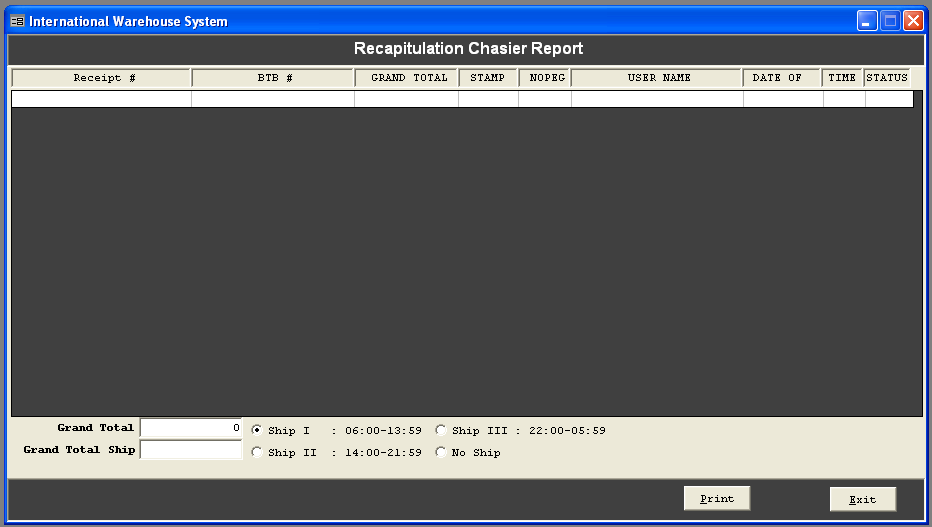 International Warehouse System
Recapitulation Chasier Report
Receipt # BTB # GRAND TOTAL STAMP NOPEG USER NAME DATE OF TIME STATUS
Grand Total 0 Ship I : 06:00-13:59 Ship III : 22:00-05:59
Grand Total Ship Ship II : 14:00-21:59 No Ship
Print Exit